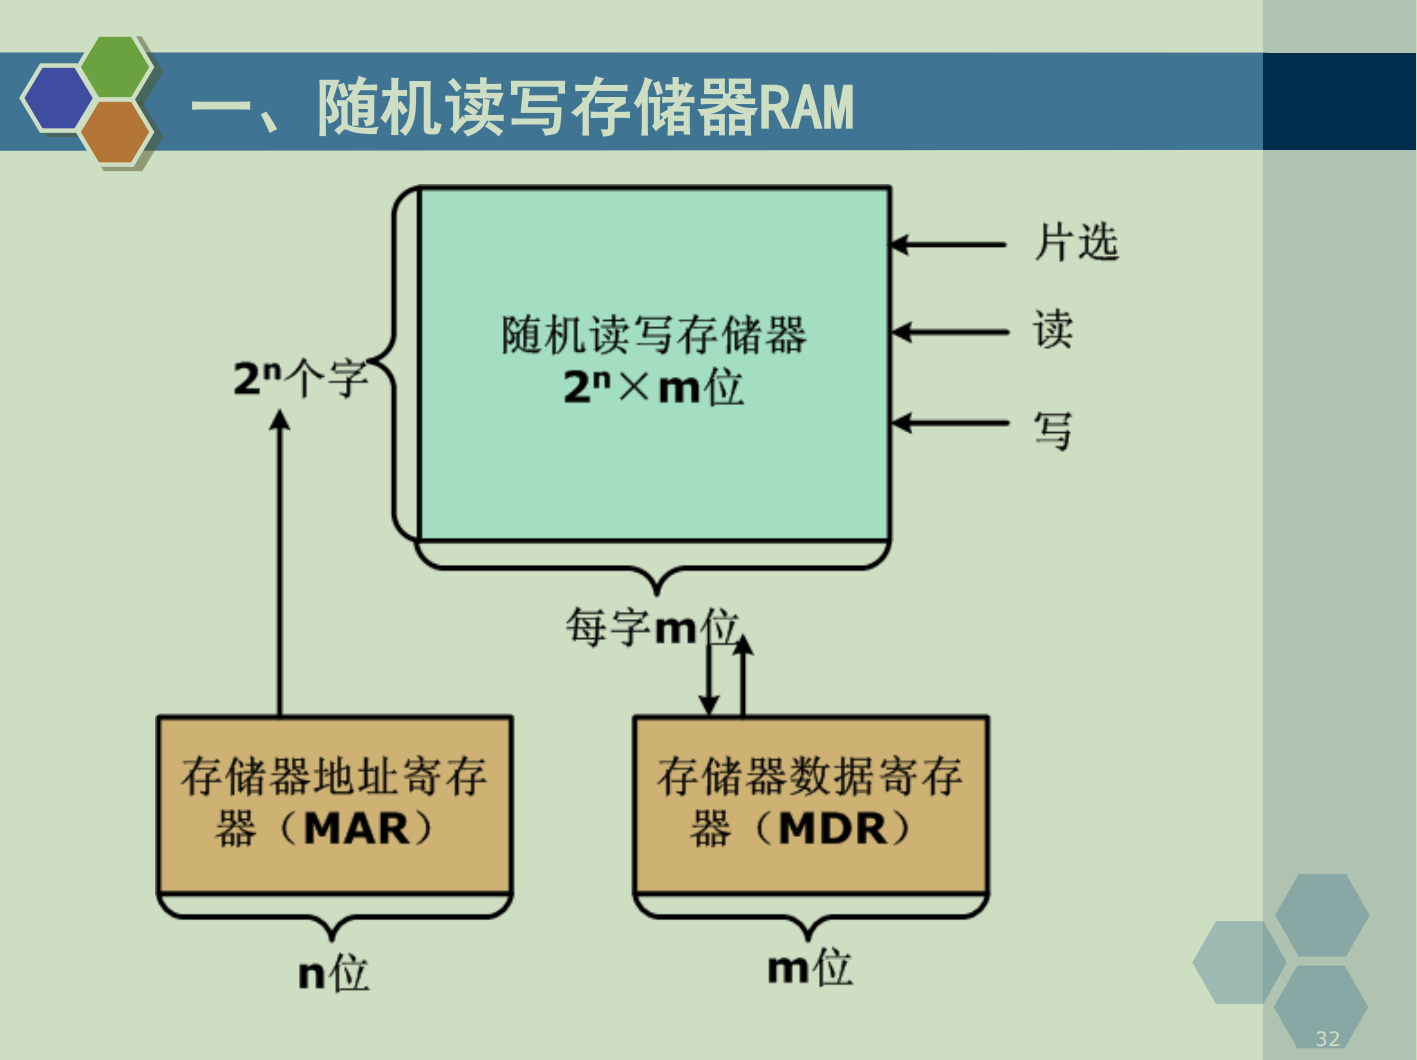 一、随机读写存储器RAM
片选
随机读写存储器
读
2ⁿ个字
2ⁿ×m位
写
每字m位
存储器地址寄存
器（MAR）
存储器数据寄存
器（MDR）
n位
m位
32